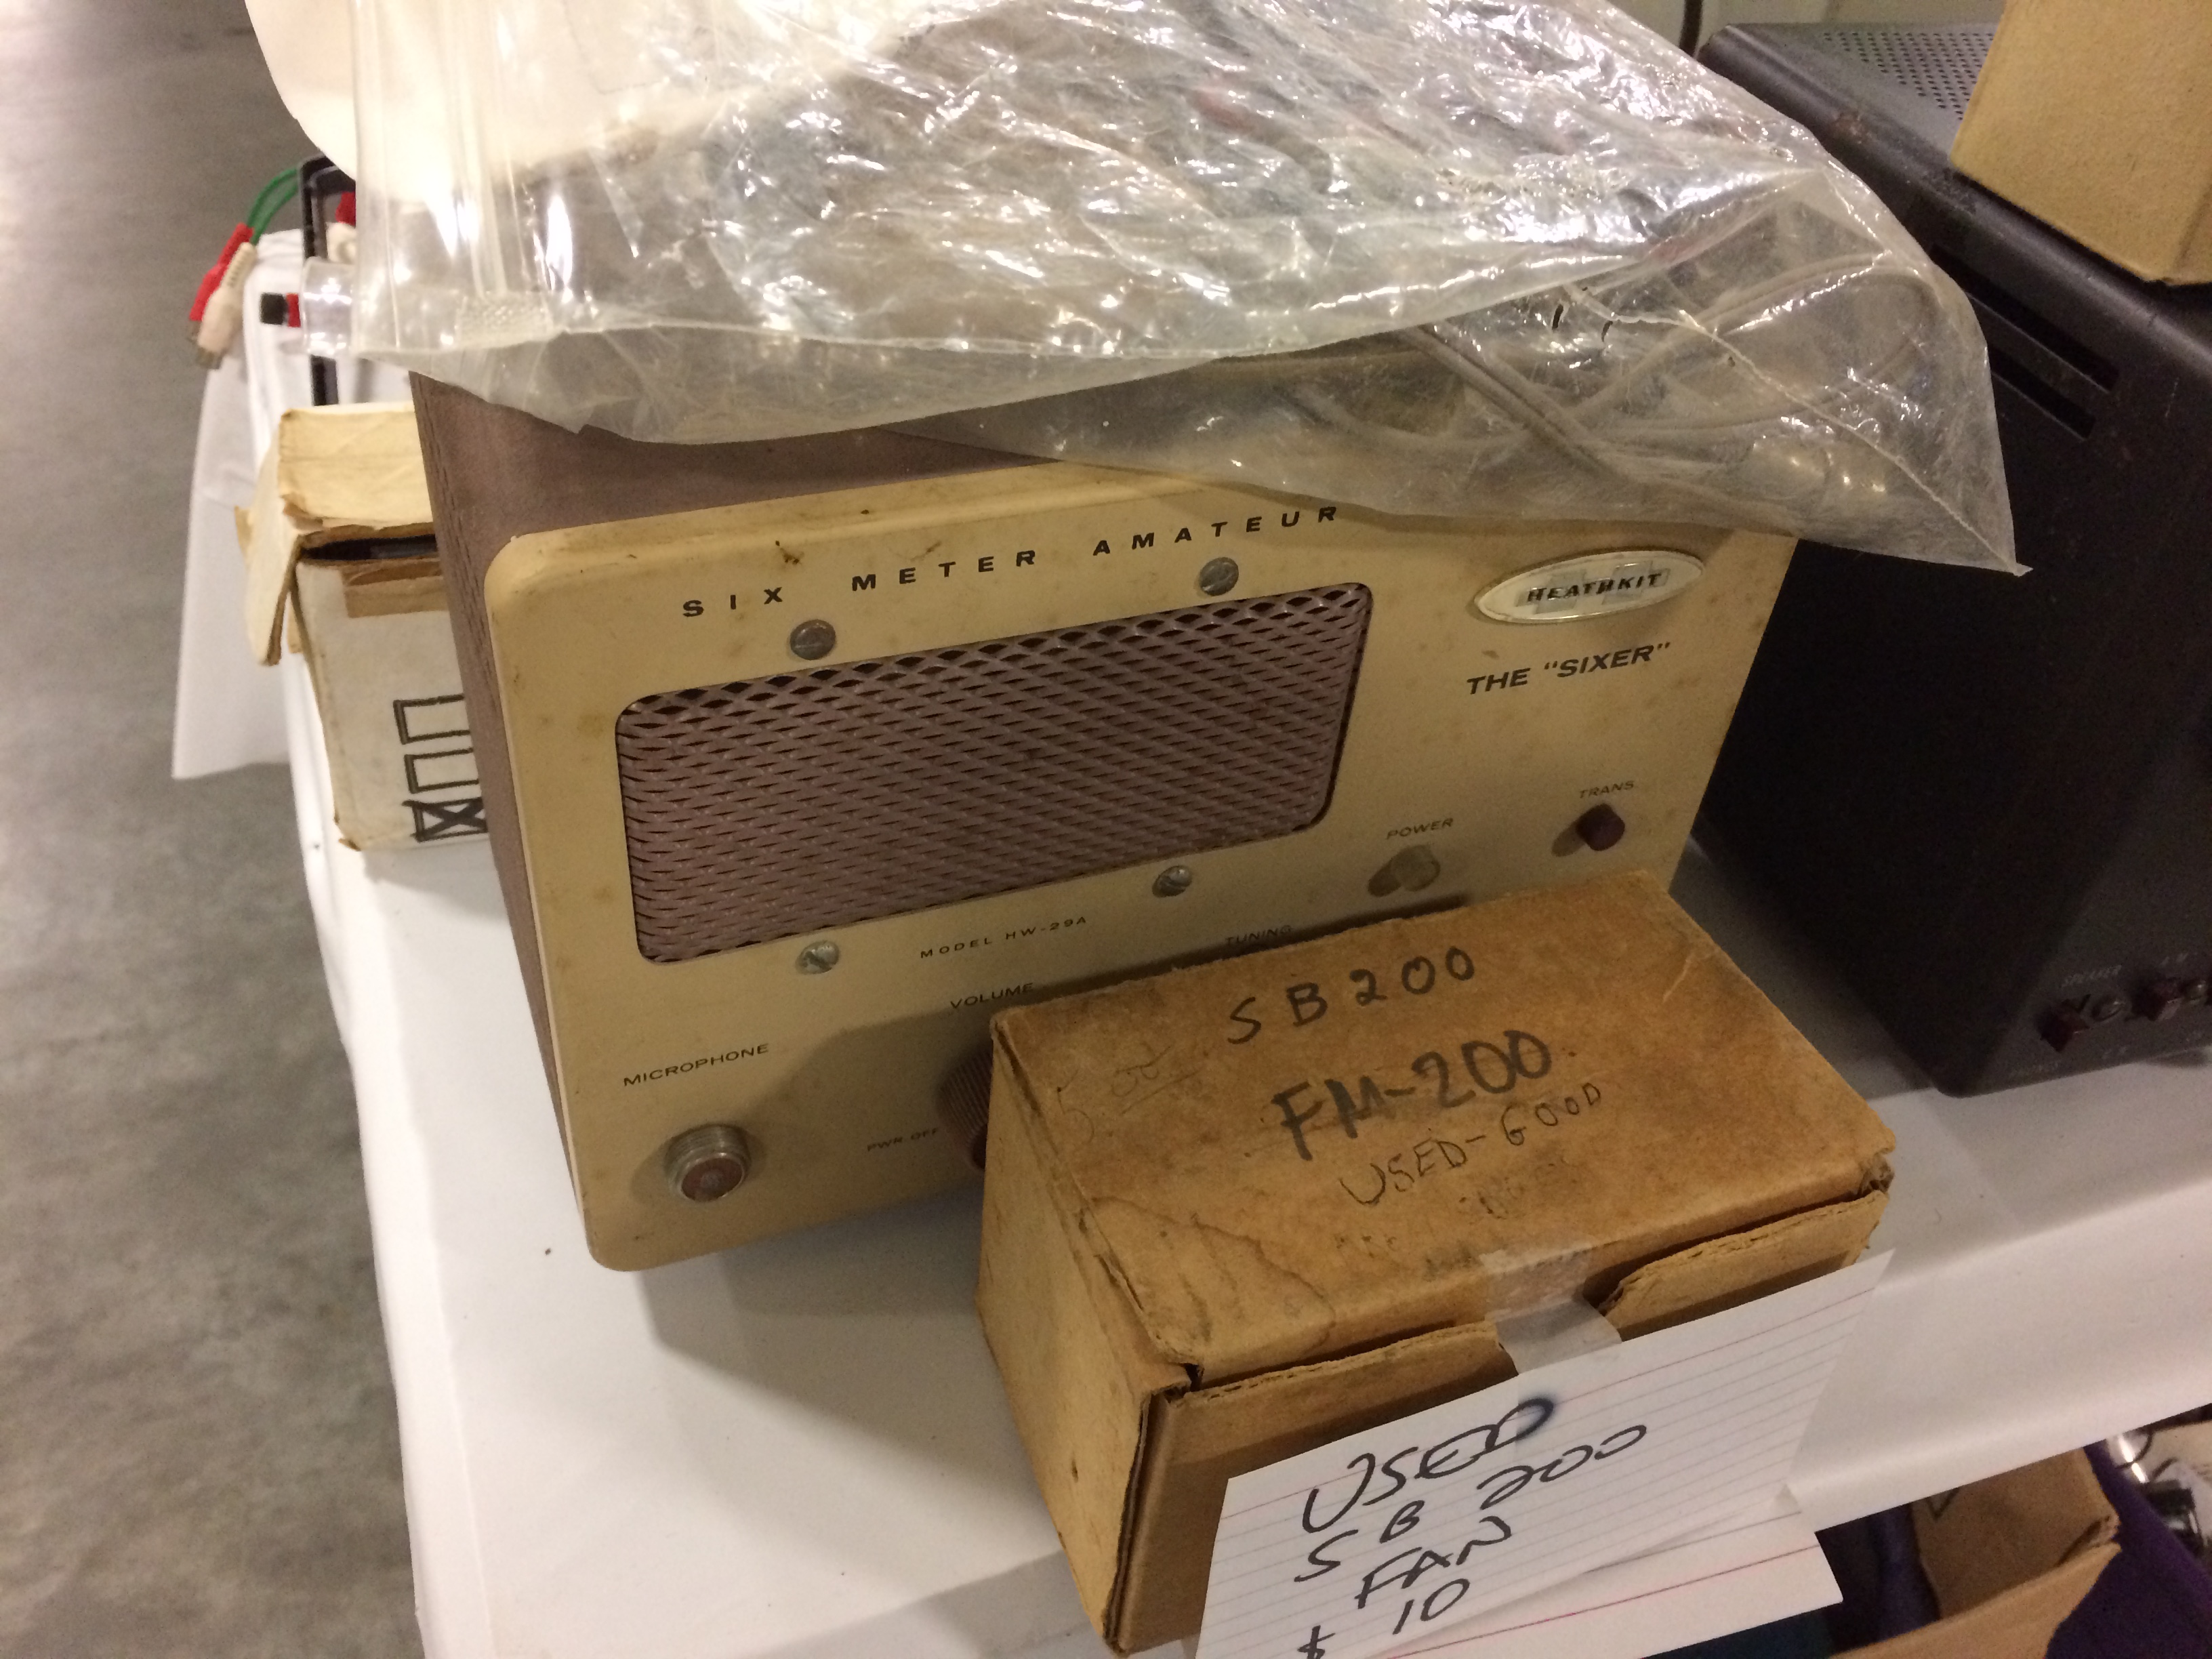 SIX METER AMATEUR
HEATHKIT
THE "SIXER"
TRANS
POWER
MODEL HW-29A
TUNING
VOLUME
MICROPHONE
PWR OFF
SB200
FM-200
USED-GOOD
USED
SB 200
FAN
$ 10
SPEAKER